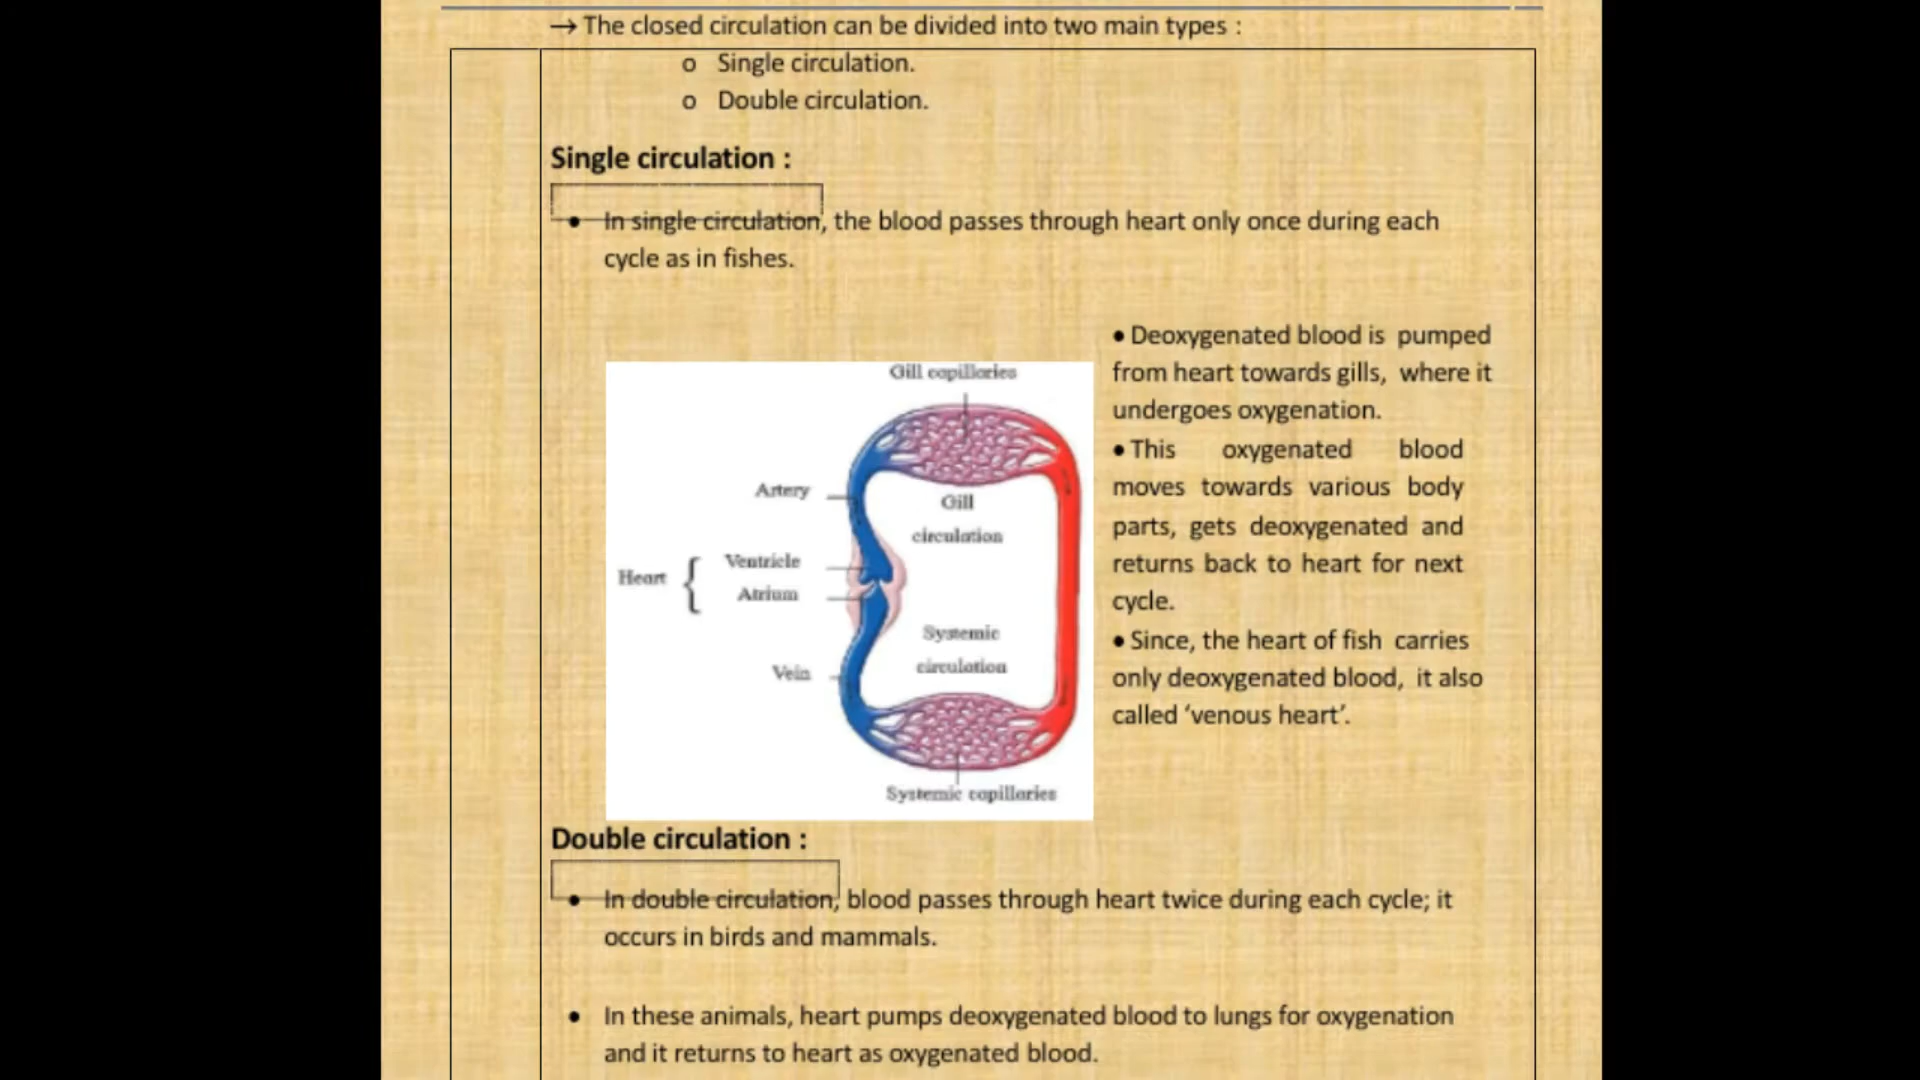 → The closed circulation can be divided into two main types :
o Single circulation.
o Double circulation.
Single circulation :
• In single circulation, the blood passes through heart only once during each
cycle as in fishes.
• Deoxygenated blood is pumped
from heart towards gills, where it
undergoes oxygenation.
• This oxygenated blood
moves towards various body
parts, gets deoxygenated and
returns back to heart for next
cycle.
• Since, the heart of fish carries
only deoxygenated blood, it also
called ‘venous heart’.
Gill capillaries
Artery
Gill
circulation
Heart
Ventricle
Atrium
Systemic
circulation
Vein
Systemic capillaries
Double circulation :
• In double circulation, blood passes through heart twice during each cycle; it
occurs in birds and mammals.
• In these animals, heart pumps deoxygenated blood to lungs for oxygenation
and it returns to heart as oxygenated blood.